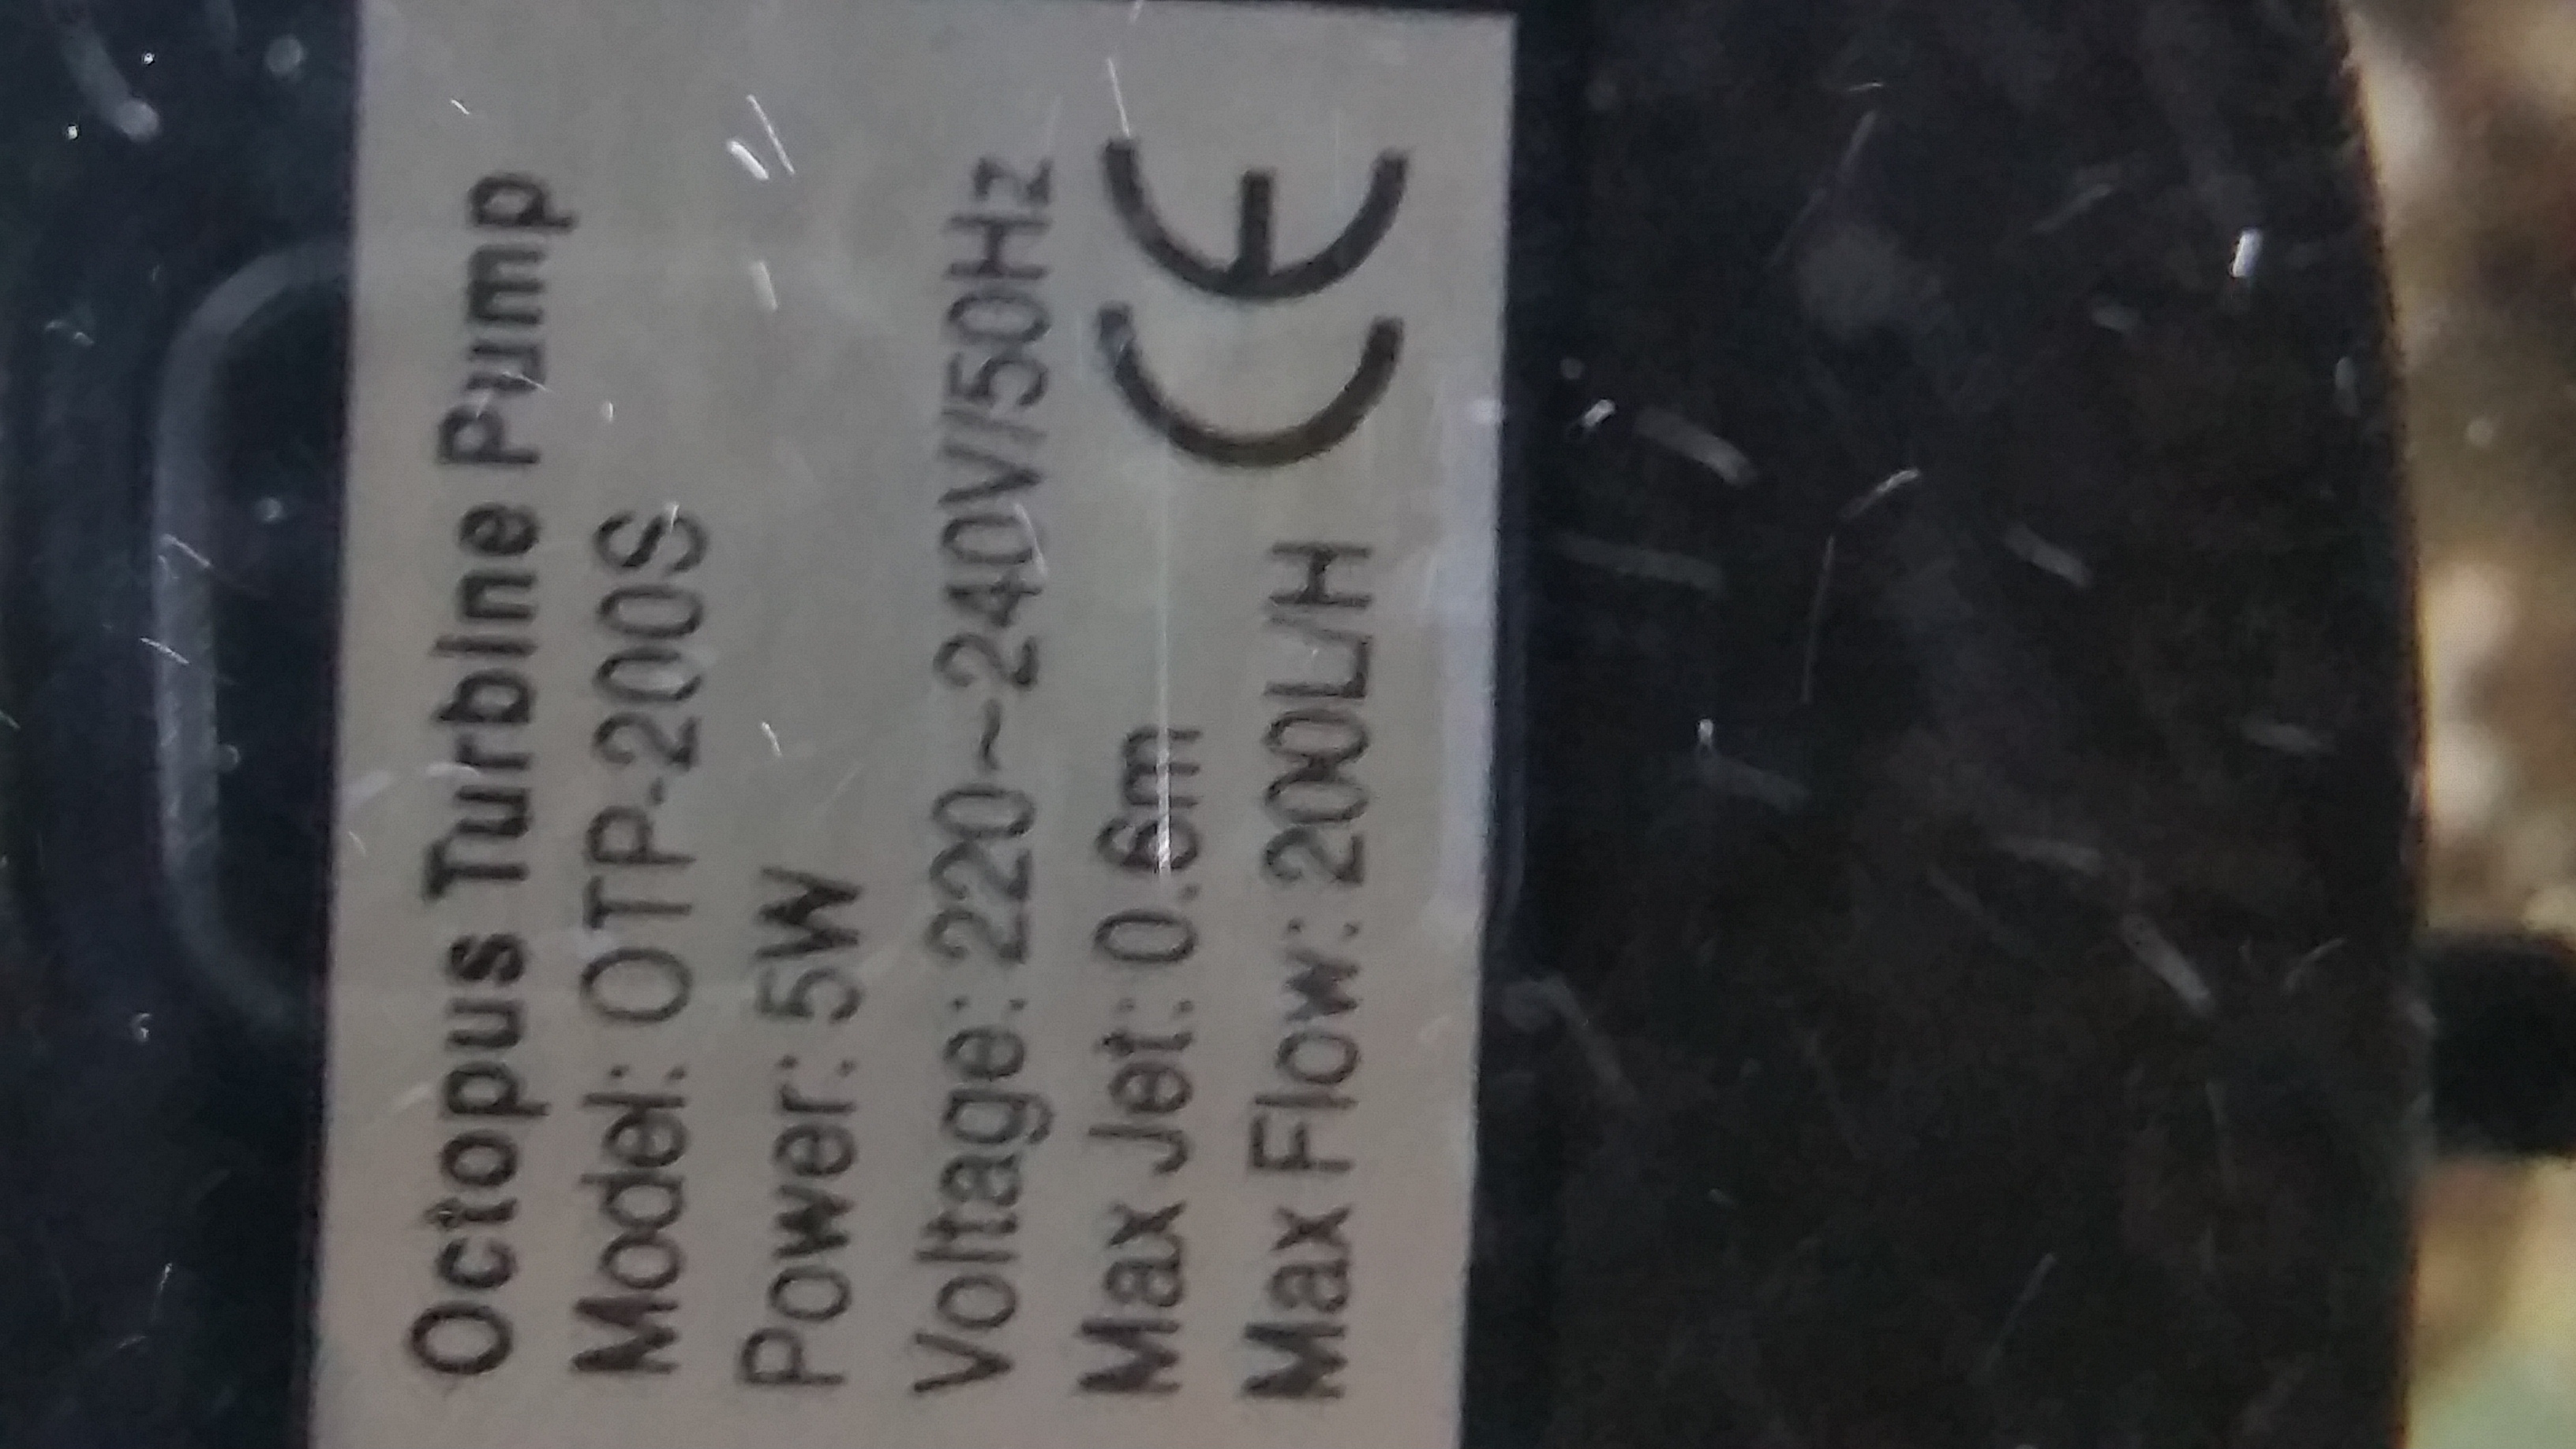 Octopus Turbine Pump
Model: OTP-200S
Power: 5W
Voltage: 220~240V/50Hz
Max Jet: 0.6m
Max Flow: 200L/H
CE